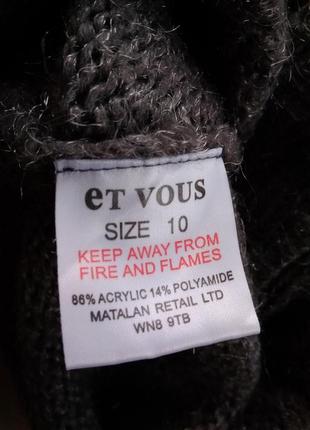 eT VOUS
SIZE 10
KEEP AWAY FROM
FIRE AND FLAMES
86% ACRYLIC 14% POLYAMIDE
MATALAN RETAIL LTD
WN8 9TB